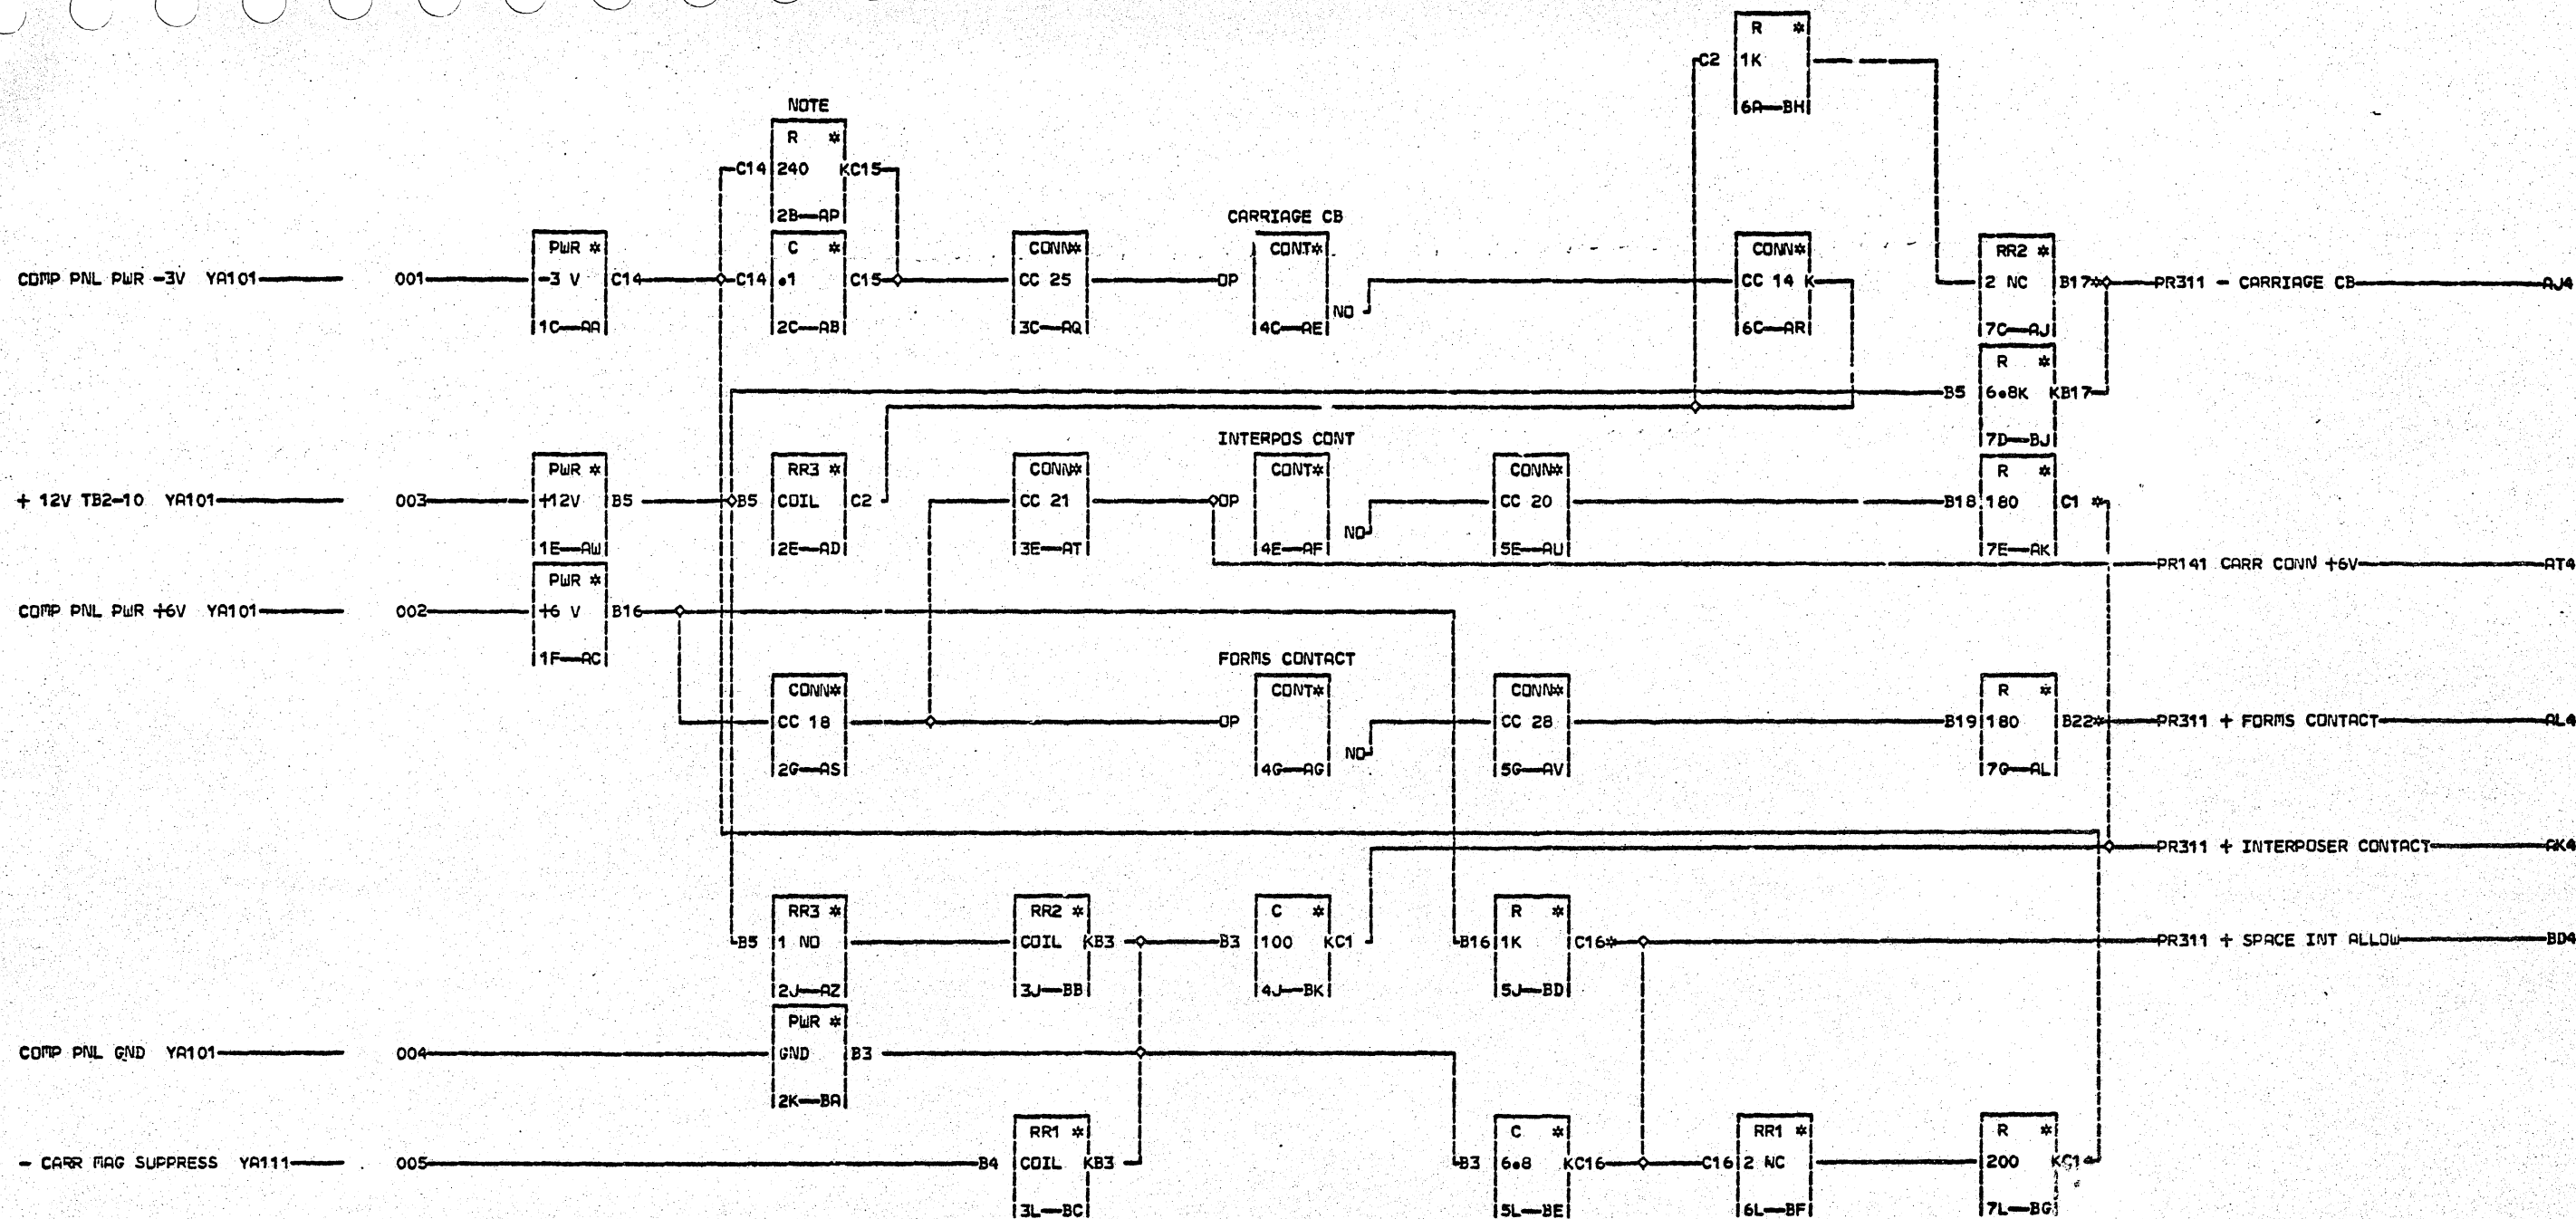 R *
C2 1K
6A—BH
NOTE
R *
C14 240 KC15
2B—AP
CARRIAGE CB
PWR *
C *
CONN*
CONT*
CONN*
RR2 *
COMP PNL PWR -3V YA101 001 -3 V C14 C14 .1 C15 CC 25 OP CC 14 K 2 NC B17* PR311 - CARRIAGE CB AJ4
NO
1C—AA
2C—AB
3C—AQ
4C—AE
6C—AR
7C—AJ
R *
B5 6.8K KB17
INTERPOS CONT
7D—BJ
PWR *
RR3 *
CONN*
CONT*
CONN*
R *
+ 12V TB2-10 YA101 003 +12V B5 B5 COIL C2 CC 21 OP CC 20 B18 180 C1 *
NO
1E—AW
2E—AD
3E—AT
4E—AF
5E—AU
7E—AK
PR141 CARR CONN +6V AT4
PWR *
COMP PNL PWR +6V YA101 002 +6 V B16
1F—AC
FORMS CONTACT
CONN*
CONT*
CONN*
R *
CC 18 OP CC 28 B19 180 B22* PR311 + FORMS CONTACT AL4
NO
2G—AS
4G—AG
5G—AV
7G—AL
PR311 + INTERPOSER CONTACT AK4
RR3 *
RR2 *
C *
R *
B5 1 NO COIL KB3 B3 100 KC1 B16 1K C16* PR311 + SPACE INT ALLOW BD4
2J—AZ
3J—BB
4J—BK
5J—BD
PWR *
COMP PNL GND YA101 004 GND B3
2K—BA
RR1 *
C *
RR1 *
R *
- CARR MAG SUPPRESS YA111 005 B4 COIL KB3 B3 6.8 KC16 C16 2 NC 200 KC14
3L—BC
5L—BE
6L—BF
7L—BG